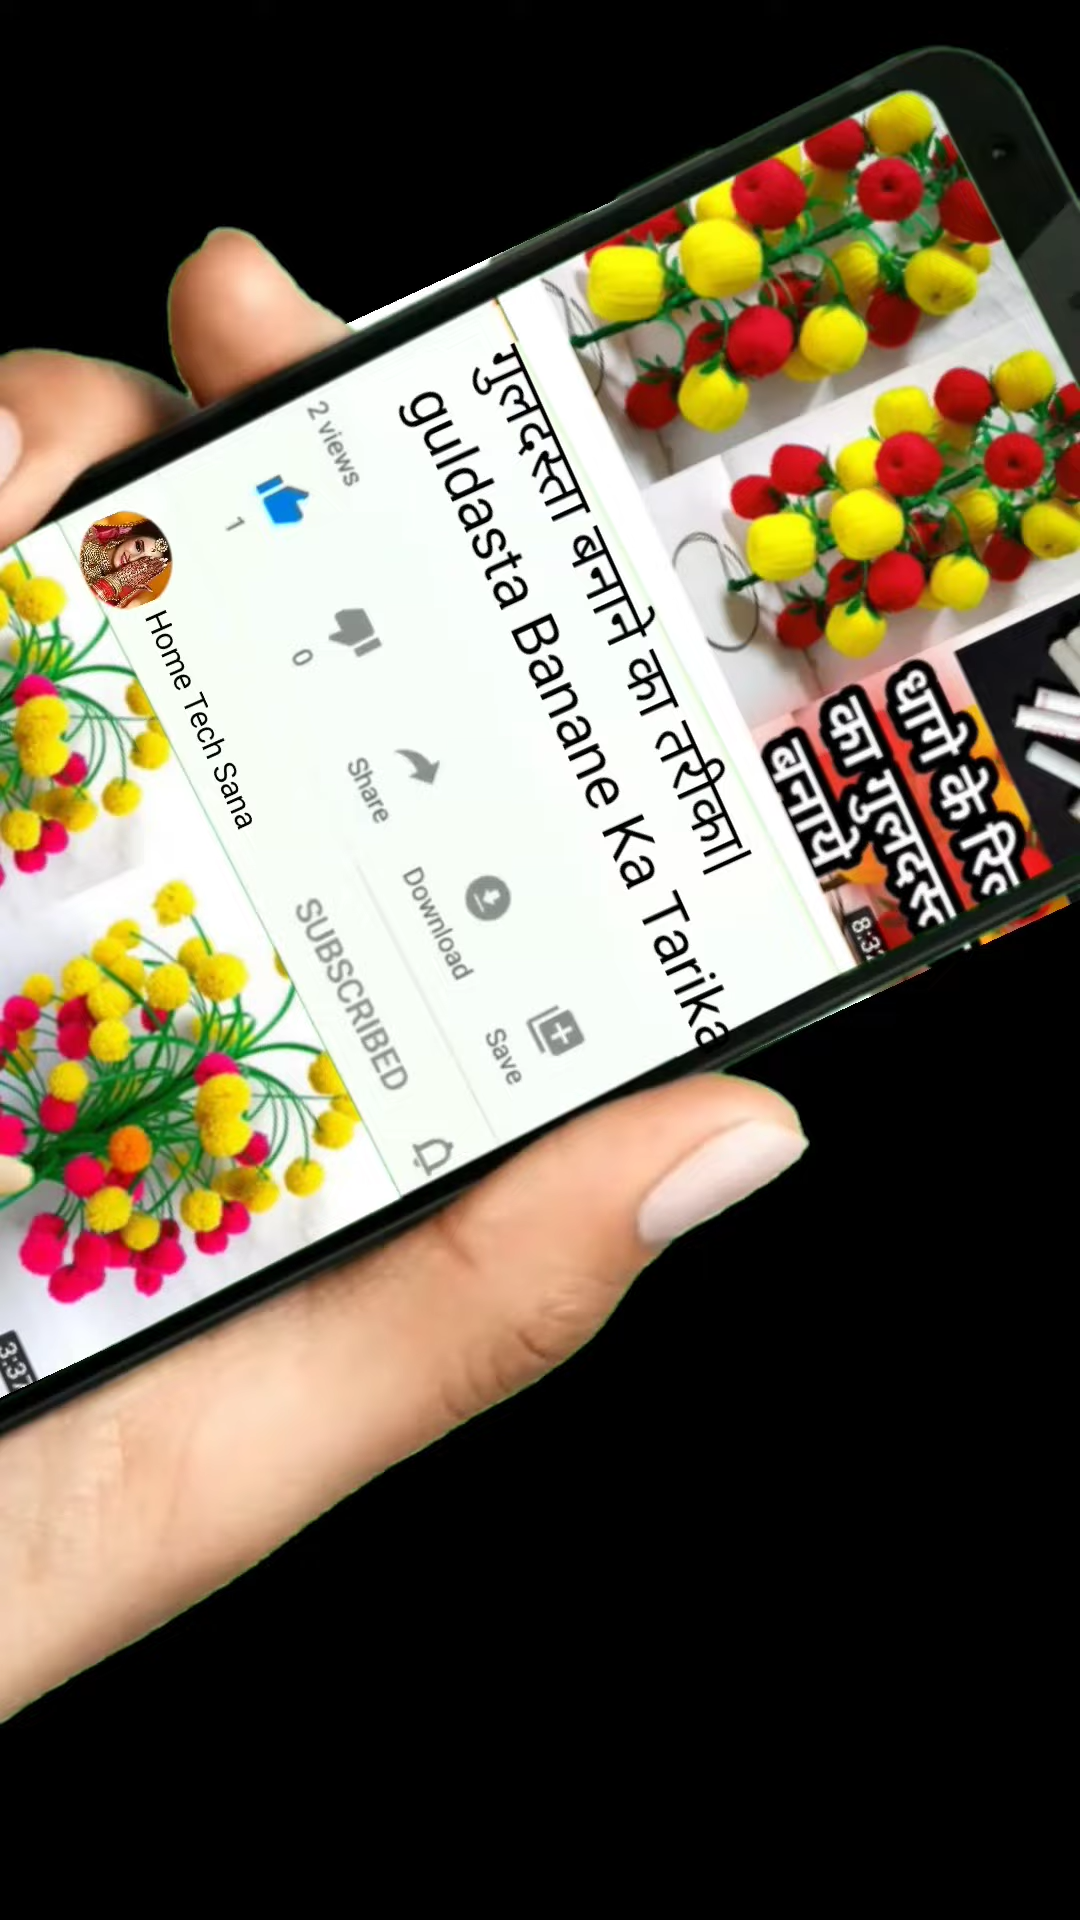 धागे के
का गुलदस्त
बनाये
8:3
गुलदस्ता बनाने का तरीका|
guldasta Banane Ka Tarika
2 views
1
0
Share
Download
Save
Home Tech Sana
SUBSCRIBED
3:37